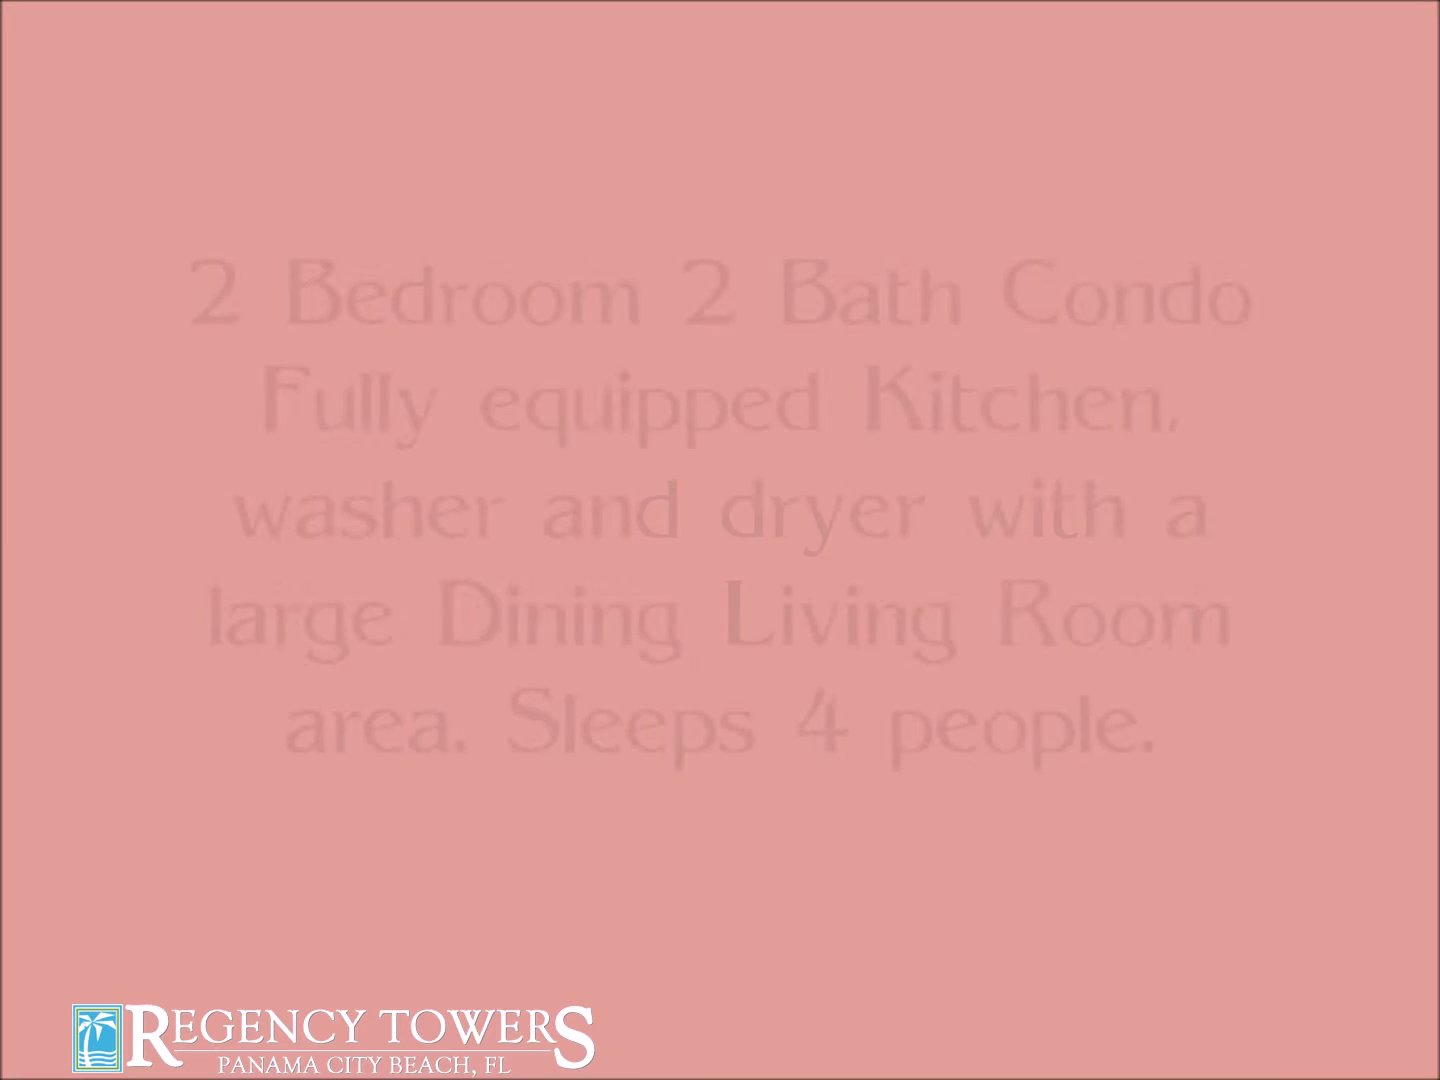 2 Bedroom 2 Bath Condo
Fully equipped Kitchen,
washer and dryer with a
large Dining Living Room
area. Sleeps 4 people.
REGENCY TOWERS
PANAMA CITY BEACH, FL